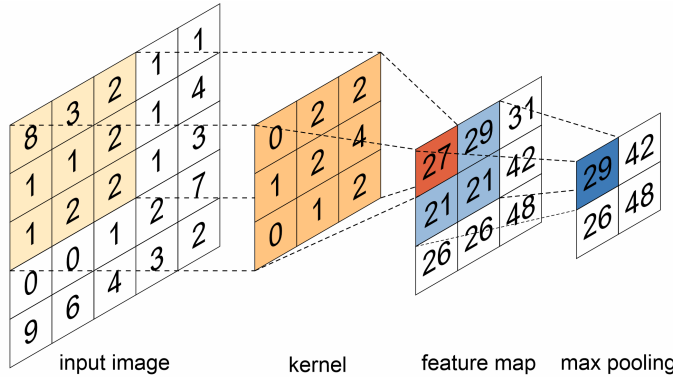 8 3 2 1 1
1 1 2 1 4
1 2 2 1 3
0 0 1 2 7
9 6 4 3 2
input image
0 2 2
1 2 4
0 1 2
kernel
27 29 31
21 21 42
26 26 48
feature map
29 42
26 48
max pooling